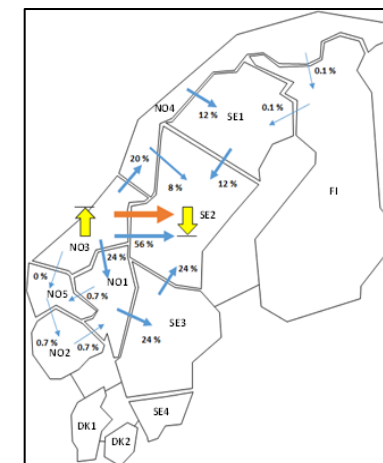 0.1 %
NO4
12 %
SE1
0.1 %
20 %
8 %
12 %
FI
SE2
NO3
56 %
24 %
24 %
0 %
NO1
NO5
0.7 %
SE3
0.7 %
0.7 %
24 %
NO2
SE4
DK1
DK2